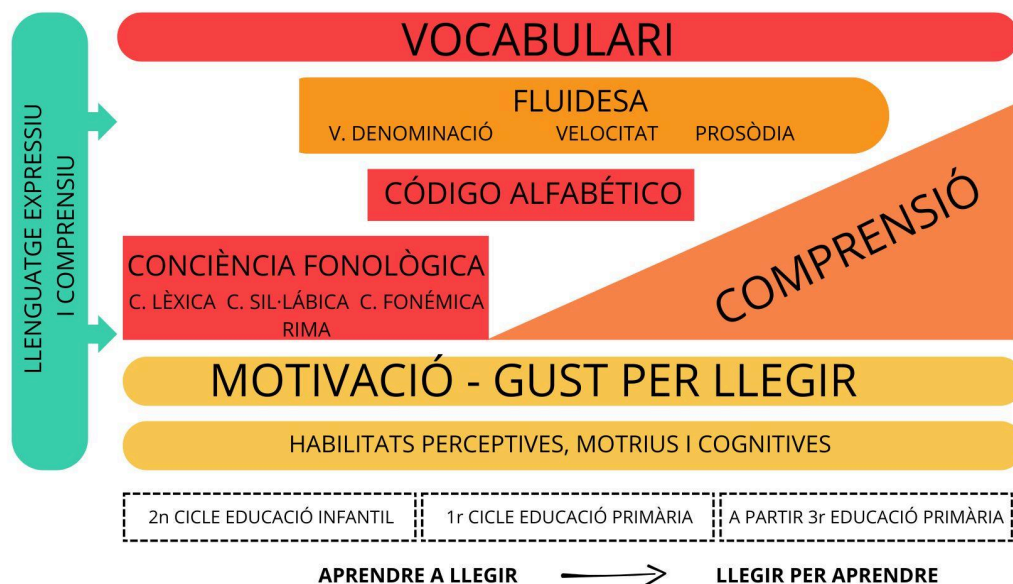 LLENGUATGE EXPRESSIU
I COMPRENSIU
VOCABULARI
FLUIDESA
V. DENOMINACIÓ VELOCITAT PROSÒDIA
CÓDIGO ALFABÉTICO
CONCIÈNCIA FONOLÒGICA
C. LÈXICA C. SIL·LÁBICA C. FONÉMICA
RIMA
COMPRENSIÓ
MOTIVACIÓ - GUST PER LLEGIR
HABILITATS PERCEPTIVES, MOTRIUS I COGNITIVES
2n CICLE EDUCACIÓ INFANTIL
1r CICLE EDUCACIÓ PRIMÀRIA
A PARTIR 3r EDUCACIÓ PRIMÀRIA
APRENDRE A LLEGIR
LLEGIR PER APRENDRE